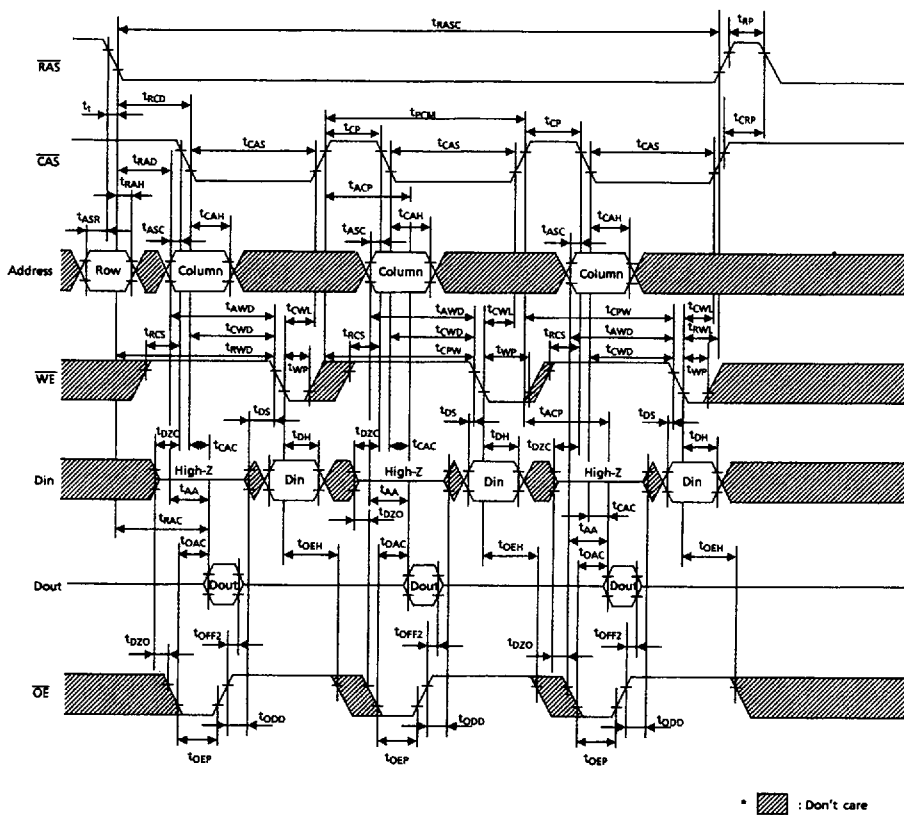 tRASC
tRP
RAS
tT
tRCD
tPCM
tCRP
tCP
tCP
CAS
tCAS
tCAS
tCAS
tRAD
tRAH
tACP
tASR
tASC
tCAH
tASC
tCAH
tASC
tCAH
Address
Row
Column
Column
Column
tAWD
tCWL
tAWD
tCWL
tCPW
tCWL
tRCS
tCWD
tRCS
tCWD
tRCS
tAWD
tRWL
tRWD
tWP
tCPW
tWP
tCWD
tWP
WE
tDS
tDS
tACP
tDS
tDZC
tCAC
tDH
tDZC
tCAC
tDH
tDZC
tDH
Din
High-Z
Din
High-Z
Din
High-Z
Din
tAA
tAA
tCAC
tDZO
tRAC
tAA
tOAC
tOEH
tOAC
tOEH
tOAC
tOEH
Dout
Dout
Dout
Dout
tDZO
tOFF2
tOFF2
tDZO
tOFF2
OE
tODD
tODD
tODD
tOEP
tOEP
tOEP
* : Don't care